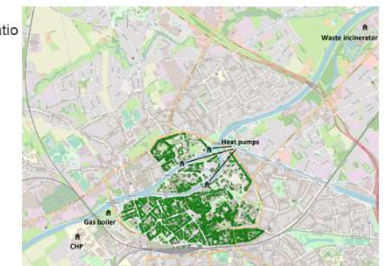 atio
Waste incinerator
Heat pumps
Gas boiler
CHP